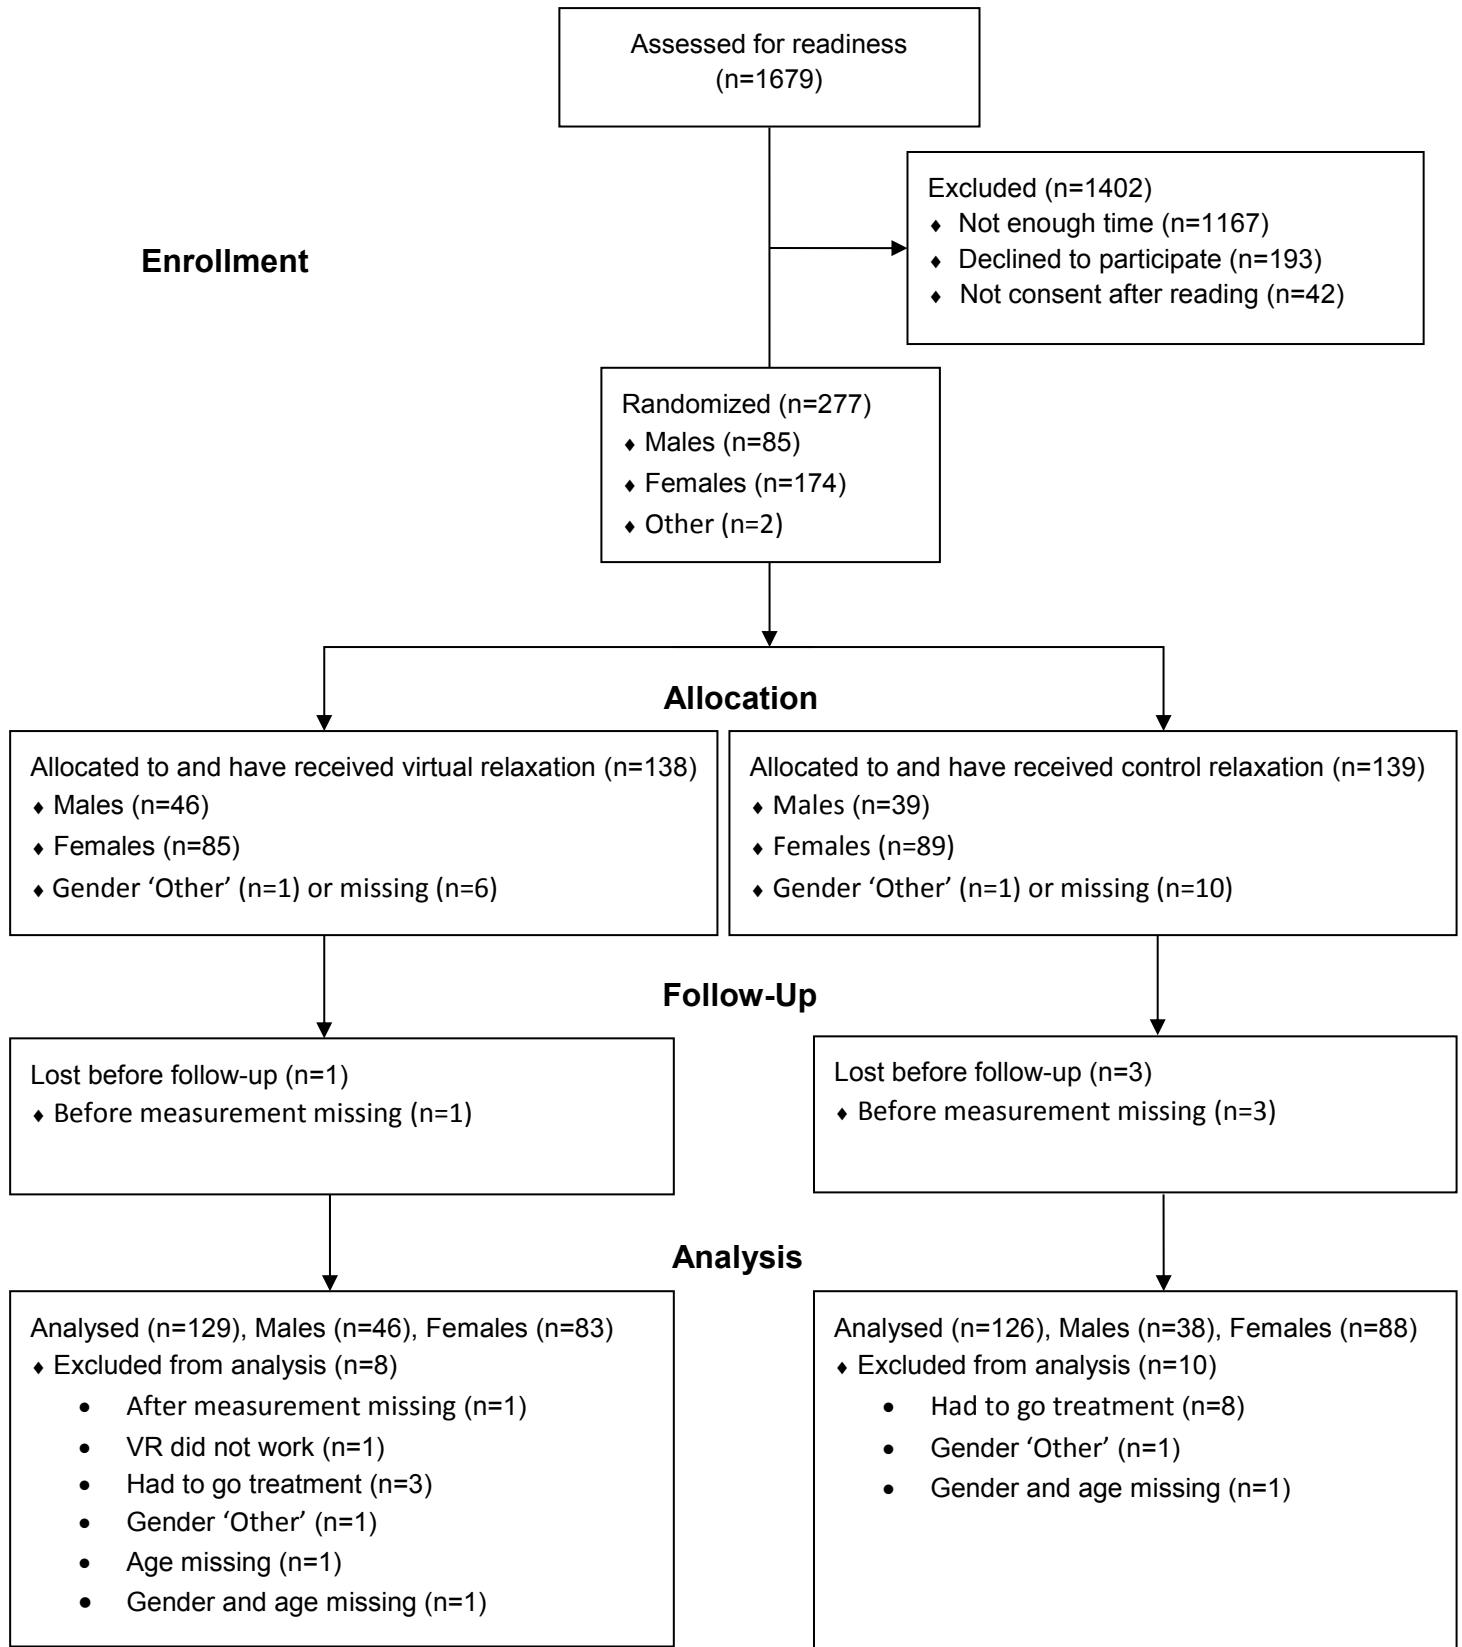 Assessed for readiness
(n=1679)
Excluded (n=1402)
♦ Not enough time (n=1167)
♦ Declined to participate (n=193)
♦ Not consent after reading (n=42)
Enrollment
Randomized (n=277)
♦ Males (n=85)
♦ Females (n=174)
♦ Other (n=2)
Allocation
Allocated to and have received virtual relaxation (n=138)
♦ Males (n=46)
♦ Females (n=85)
♦ Gender ‘Other’ (n=1) or missing (n=6)
Allocated to and have received control relaxation (n=139)
♦ Males (n=39)
♦ Females (n=89)
♦ Gender ‘Other’ (n=1) or missing (n=10)
Follow-Up
Lost before follow-up (n=1)
♦ Before measurement missing (n=1)
Lost before follow-up (n=3)
♦ Before measurement missing (n=3)
Analysis
Analysed (n=129), Males (n=46), Females (n=83)
♦ Excluded from analysis (n=8)
• After measurement missing (n=1)
• VR did not work (n=1)
• Had to go treatment (n=3)
• Gender ‘Other’ (n=1)
• Age missing (n=1)
• Gender and age missing (n=1)
Analysed (n=126), Males (n=38), Females (n=88)
♦ Excluded from analysis (n=10)
• Had to go treatment (n=8)
• Gender ‘Other’ (n=1)
• Gender and age missing (n=1)